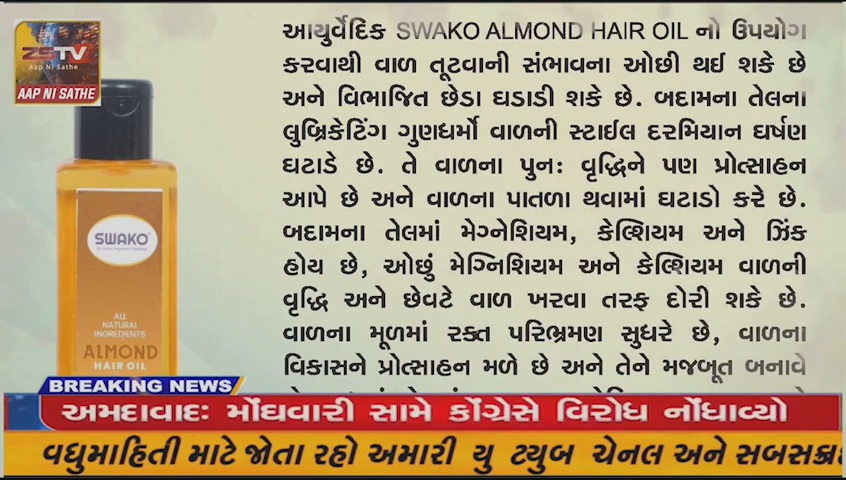 ZSTV
Aap Ni Sathe
AAP NI SATHE
આયુર્વેદિક SWAKO ALMOND HAIR OIL નો ઉપયોગ
કરવાથી વાળ તૂટવાની સંભાવના ઓછી થઈ શકે છે
અને વિભાજિત છેડા ઘડાડી શકે છે. બદામના તેલના
લુબ્રિકેટિંગ ગુણધર્મો વાળની સ્ટાઈલ દરમિયાન ઘર્ષણ
ઘટાડે છે. તે વાળના પુનઃ વૃદ્ધિને પણ પ્રોત્સાહન
આપે છે અને વાળના પાતળા થવામાં ઘટાડો કરે છે.
બદામના તેલમાં મેગ્નેશિયમ, કેલ્શિયમ અને ઝિંક
હોય છે, ઓછું મેગ્નિશિયમ અને કેલ્શિયમ વાળની
વૃદ્ધિ અને છેવટે વાળ ખરવા તરફ દોરી શકે છે.
વાળના મૂળમાં રક્ત પરિભ્રમણ સુધરે છે, વાળના
વિકાસને પ્રોત્સાહન મળે છે અને તેને મજબૂત બનાવે
SWAKO
ALL
NATURAL
INGREDIENTS
ALMOND
HAIR OIL
BREAKING NEWS
અમદાવાદઃ મોંઘવારી સામે કોંગ્રેસે વિરોધ નોંધાવ્યો
વધુમાહિતી માટે જોતા રહો અમારી યુ ટ્યુબ ચેનલ અને